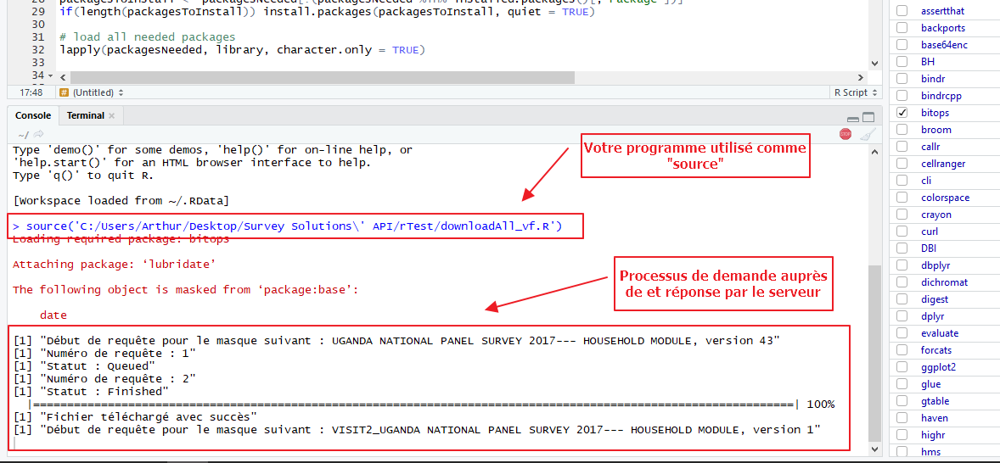 28 packagesToInstall <- packagesNeeded[!(packagesNeeded %in% installed.packages()[,"Package"])]
29 if(length(packagesToInstall)) install.packages(packagesToInstall, quiet = TRUE)
30
31 # load all needed packages
32 lapply(packagesNeeded, library, character.only = TRUE)
33
34
17:48 # (Untitled) R Script
Console Terminal
~/
STOP
Type 'demo()' for some demos, 'help()' for on-line help, or
'help.start()' for an HTML browser interface to help.
Type 'q()' to quit R.
[Workspace loaded from ~/.RData]
Votre programme utilisé comme
"source"
> source('C:/Users/Arthur/Desktop/Survey Solutions\' API/rTest/downloadAll_vf.R')
Loading required package: bitops
Attaching package: ‘lubridate’
The following object is masked from ‘package:base’:
date
Processus de demande auprès
de et réponse par le serveur
[1] "Début de requête pour le masque suivant : UGANDA NATIONAL PANEL SURVEY 2017--- HOUSEHOLD MODULE, version 43"
[1] "Numéro de requête : 1"
[1] "Statut : Queued"
[1] "Numéro de requête : 2"
[1] "Statut : Finished"
|==================================================================================================================| 100%
[1] "Fichier téléchargé avec succès"
[1] "Début de requête pour le masque suivant : VISIT2_UGANDA NATIONAL PANEL SURVEY 2017--- HOUSEHOLD MODULE, version 1"
assertthat
backports
base64enc
BH
bindr
bindrcpp
bitops
broom
callr
cellranger
cli
colorspace
crayon
curl
DBI
dbplyr
dichromat
digest
dplyr
evaluate
forcats
ggplot2
glue
gtable
haven
highr
hms